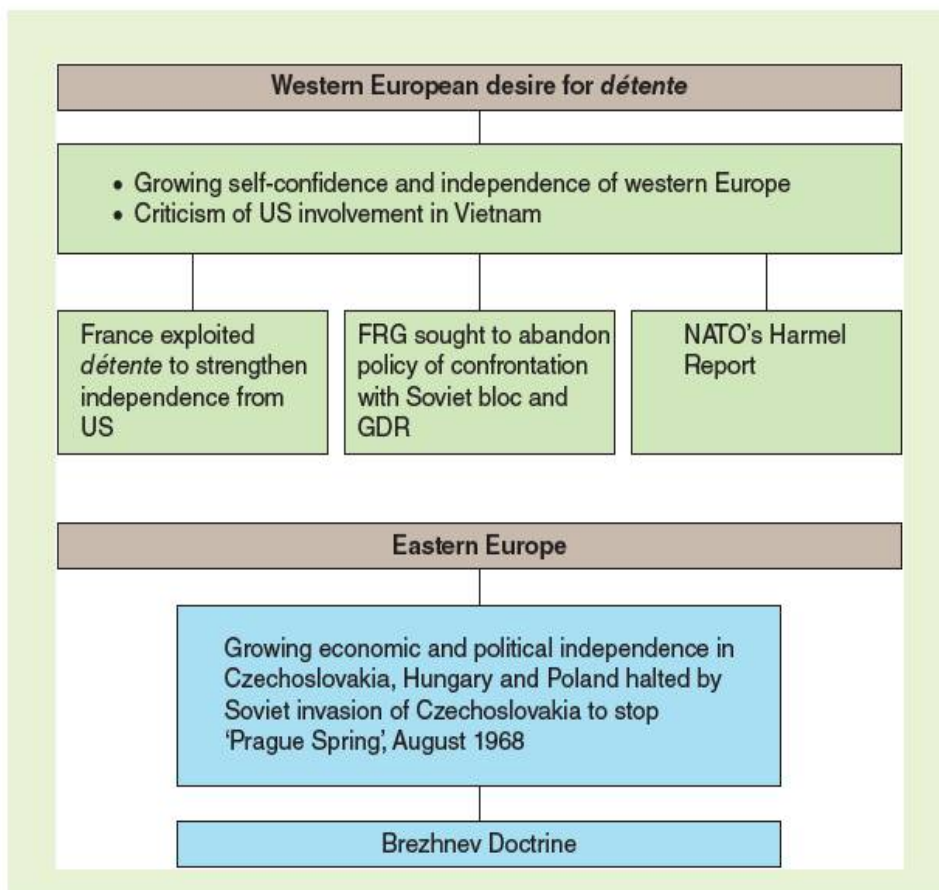 Western European desire for détente
• Growing self-confidence and independence of western Europe
• Criticism of US involvement in Vietnam
France exploited
détente to strengthen
independence from
US
FRG sought to abandon
policy of confrontation
with Soviet bloc and
GDR
NATO's Harmel
Report
Eastern Europe
Growing economic and political independence in
Czechoslovakia, Hungary and Poland halted by
Soviet invasion of Czechoslovakia to stop
‘Prague Spring’, August 1968
Brezhnev Doctrine